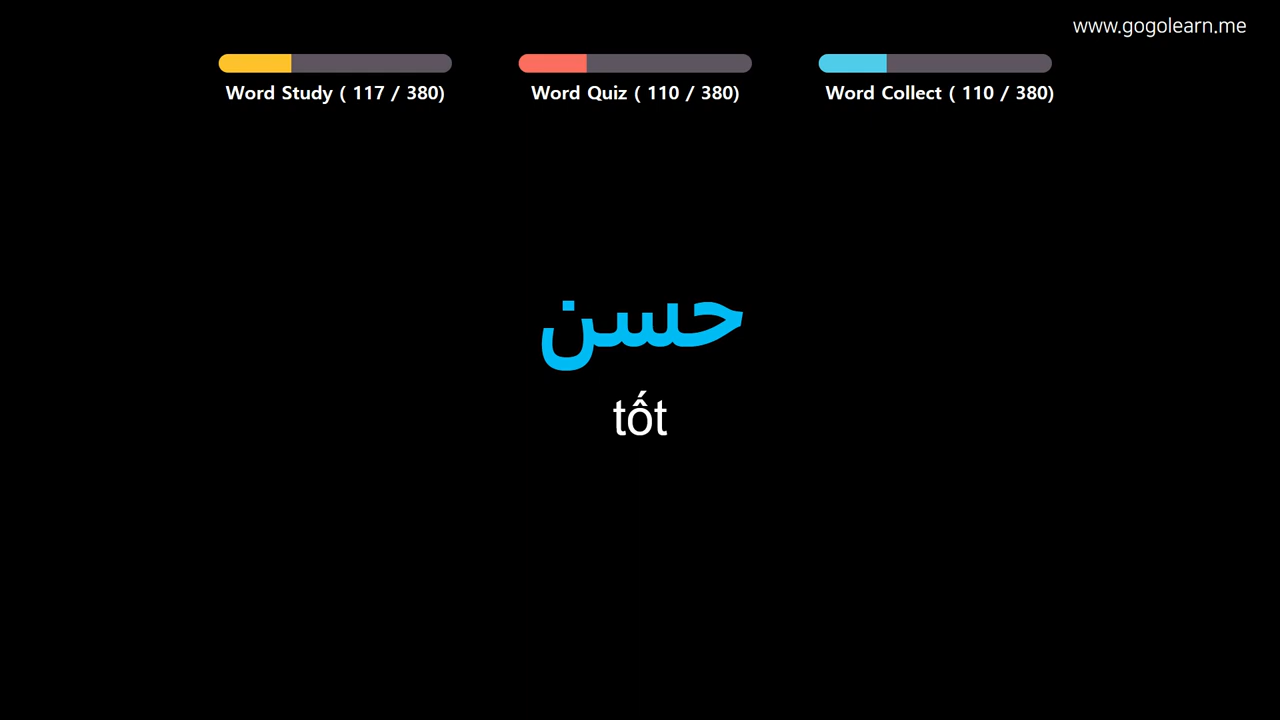 www.gogolearn.me
Word Study ( 117 / 380)
Word Quiz ( 110 / 380)
Word Collect ( 110 / 380)
حسن
tốt